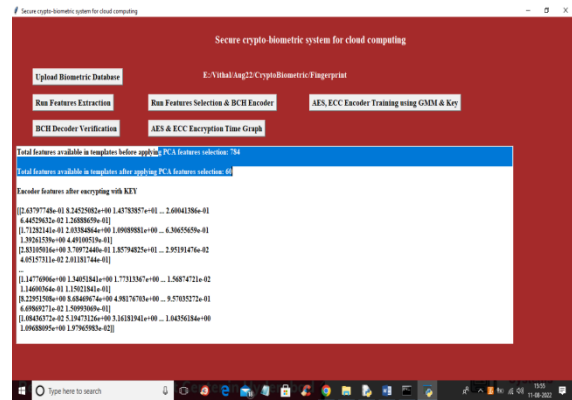 Secure crypto-biometric system for cloud computing
Secure crypto-biometric system for cloud computing
Upload Biometric Database
E:/Vithal/Aug22/CryptoBiometric/Fingerprint
Run Features Extraction
Run Features Selection & BCH Encoder
AES, ECC Encoder Training using GMM & Key
BCH Decoder Verification
AES & ECC Encryption Time Graph
Total features available in templates before applying PCA features selection: 784
Total features available in templates after applying PCA features selection: 60
Encoder features after encrypting with KEY
[[2.63797748e-01 8.24525082e+00 1.43783857e+01 ... 2.60041386e-01
6.44529632e-02 1.26888659e-01]
[1.71282141e-01 2.03384864e+00 1.09089881e-01 ... 6.30655659e-01
1.39261539e+00 4.49100519e-01]
[2.83105016e+00 3.70972440e-01 1.85794825e+01 ... 2.95191476e-02
4.05157311e-02 2.01181744e-01]
...
[1.14776906e+00 1.34051841e+00 1.77313367e+00 ... 1.56874721e-02
1.14600364e-01 1.15021841e-01]
[8.22951508e+00 8.68469674e+00 4.98176703e+00 ... 9.57035272e-01
6.69869271e-02 1.50993069e-01]
[1.08436372e-02 5.19473126e+00 3.16181941e+00 ... 1.04356184e+00
1.09688095e+00 1.97965983e-02]]
Type here to search
15:55
11-08-2022